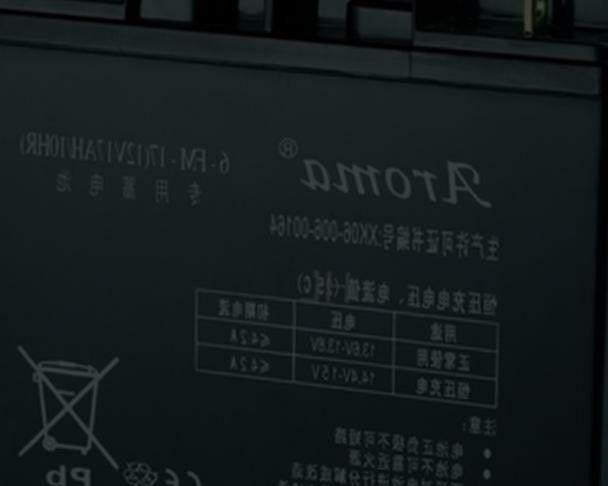 Aroma®
6-FM-17(12V17AH/10HR)
专用蓄电池
生产许可证书编号:XK06-006-00164
恒压充电电压、电流值
用途 电压 初期电流
正常使用 13.6V-13.8V ≤4.2A
恒压充电 14.4V-15V ≤4.2A
注意:
• 电池正负极不可短路
• 电池不可靠近火源
Pb CE